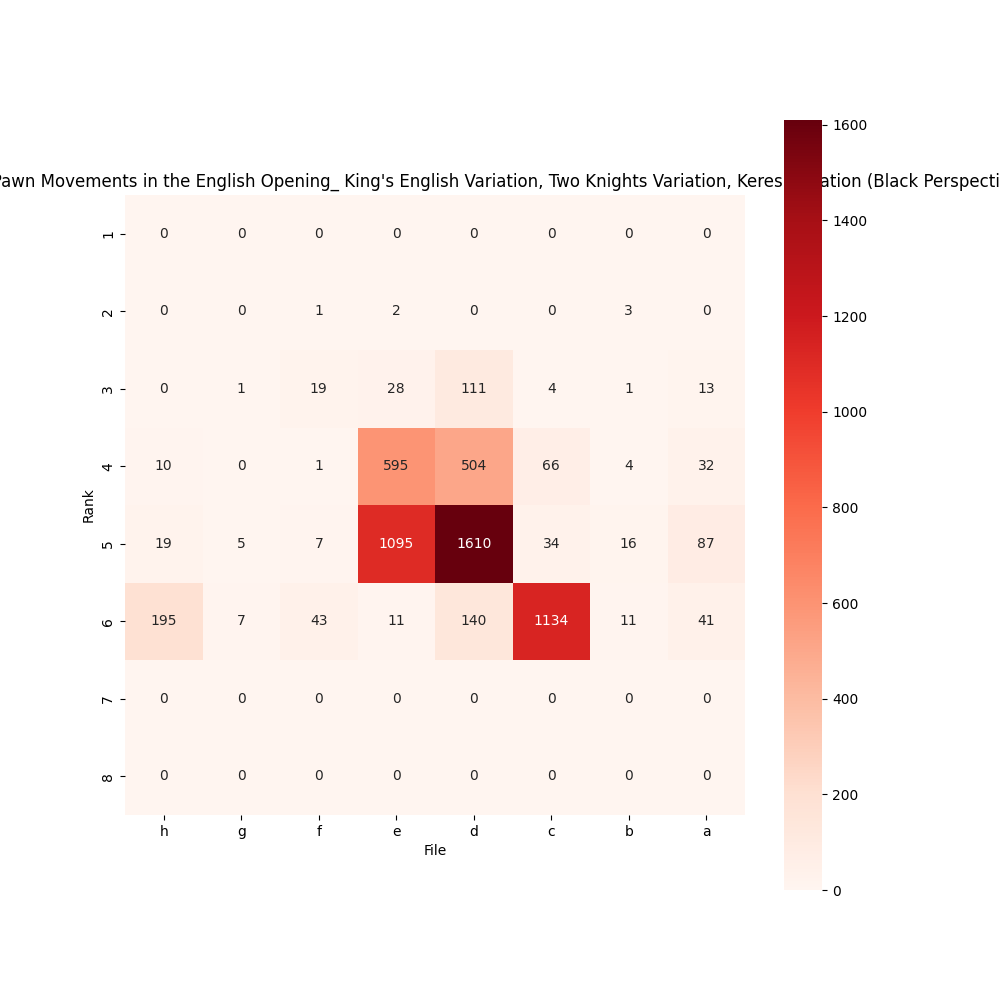 Pawn Movements in the English Opening_ King's English Variation, Two Knights Variation, Keres ation (Black Perspecti
1600
1400
1200
1000
800
600
400
200
0
1 0 0 0 0 0 0 0 0
2 0 0 1 2 0 0 3 0
3 0 1 19 28 111 4 1 13
4 10 0 1 595 504 66 4 32
5 19 5 7 1095 1610 34 16 87
6 195 7 43 11 140 1134 11 41
7 0 0 0 0 0 0 0 0
8 0 0 0 0 0 0 0 0
Rank
h g f e d c b a
File